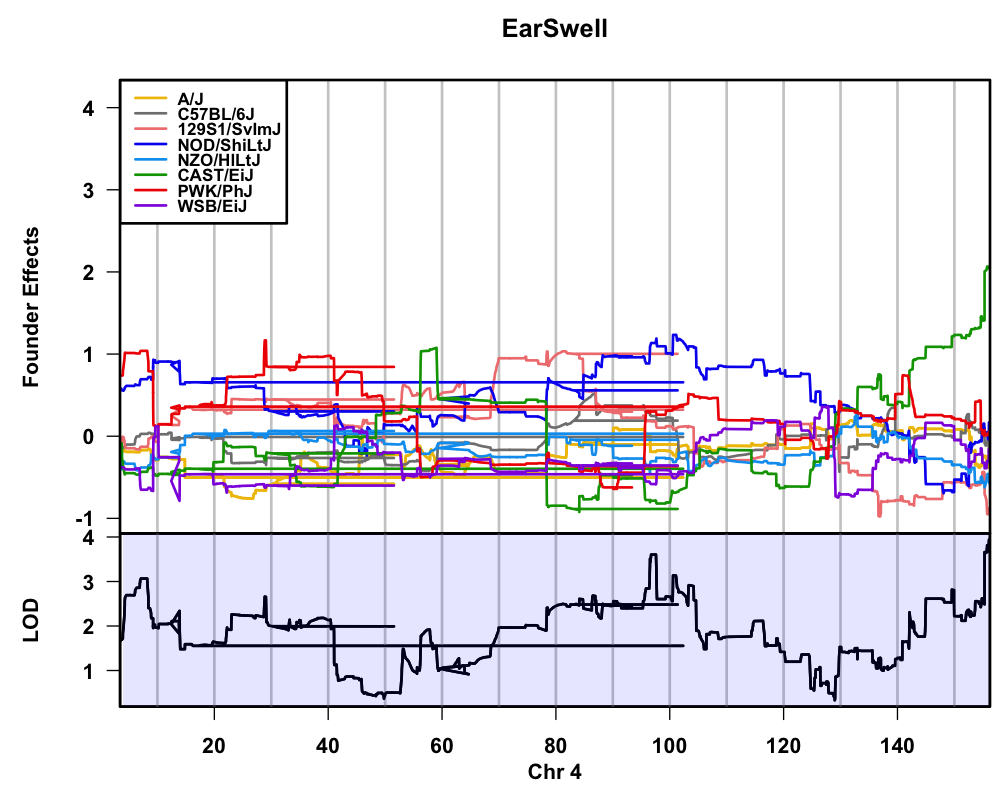 EarSwell
A/J
C57BL/6J
129S1/SvImJ
NOD/ShiLtJ
NZO/HlLtJ
CAST/EiJ
PWK/PhJ
WSB/EiJ
Founder Effects
4
3
2
1
0
-1
LOD
4
3
2
1
20 40 60 80 100 120 140
Chr 4